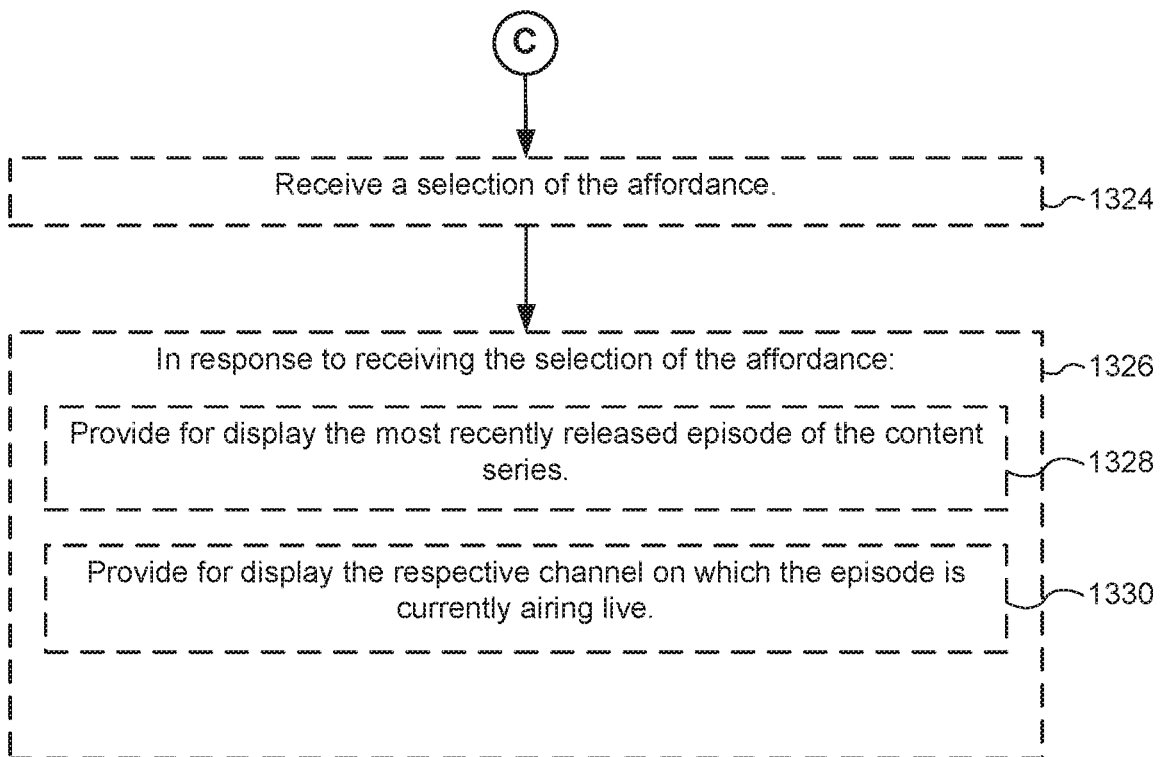 C
Receive a selection of the affordance.
1324
In response to receiving the selection of the affordance:
1326
Provide for display the most recently released episode of the content
series.
1328
Provide for display the respective channel on which the episode is
currently airing live.
1330